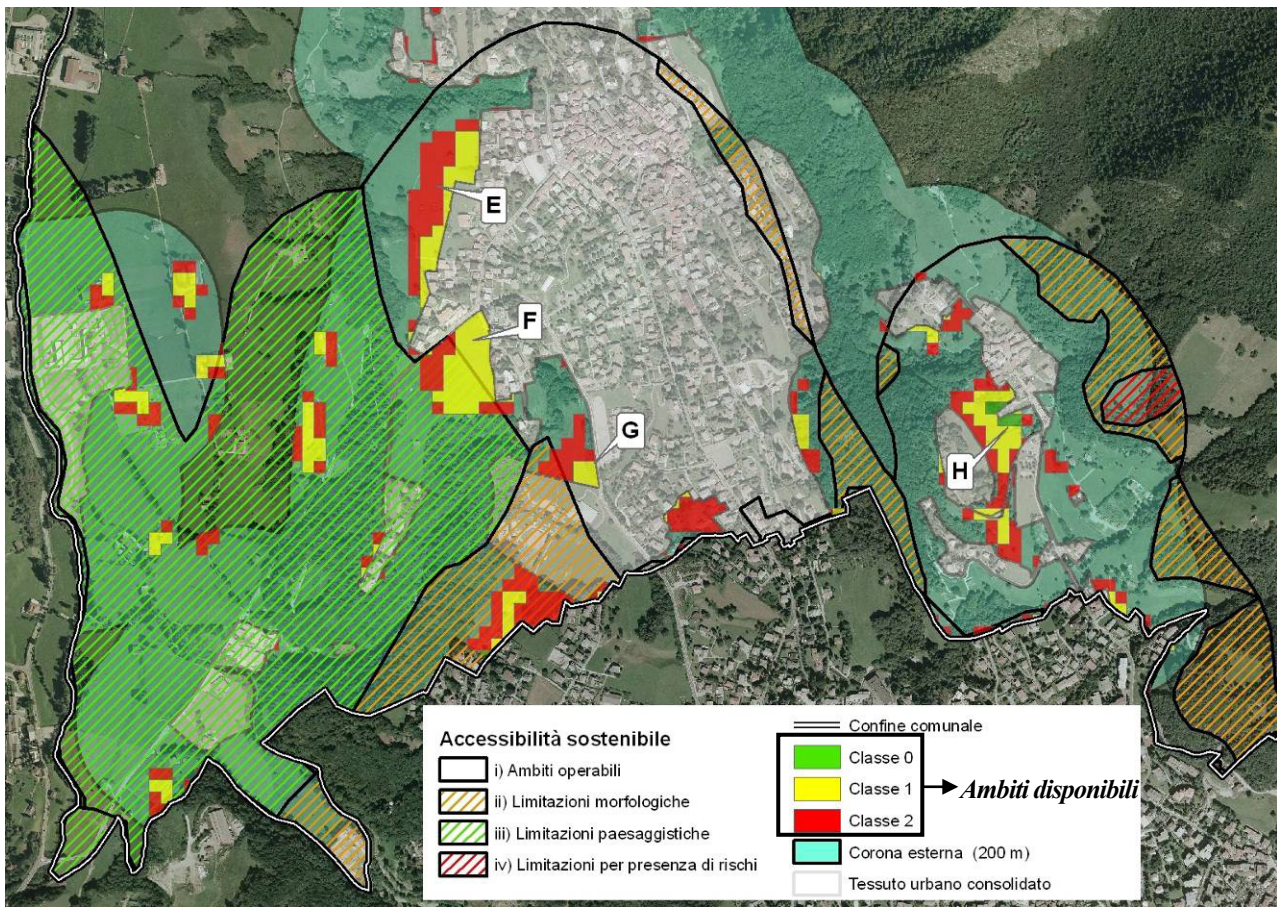 E
F
G
H
Accessibilità sostenibile
i) Ambiti operabili
ii) Limitazioni morfologiche
iii) Limitazioni paesaggistiche
iv) Limitazioni per presenza di rischi
Confine comunale
Classe 0
Classe 1
Classe 2
Ambiti disponibili
Corona esterna (200 m)
Tessuto urbano consolidato